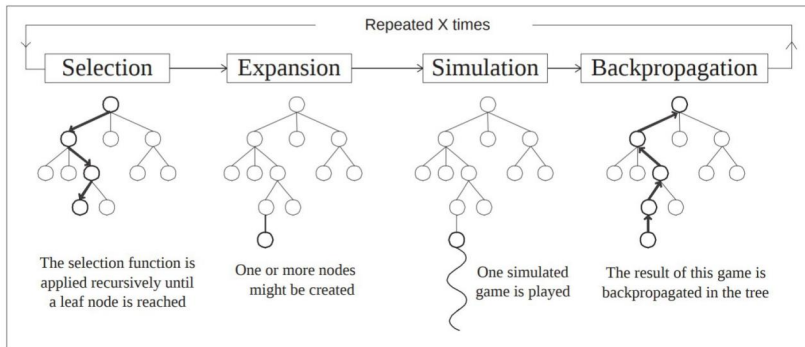 Repeated X times
Selection
Expansion
Simulation
Backpropagation
The selection function is
applied recursively until
a leaf node is reached
One or more nodes
might be created
One simulated
game is played
The result of this game is
backpropagated in the tree